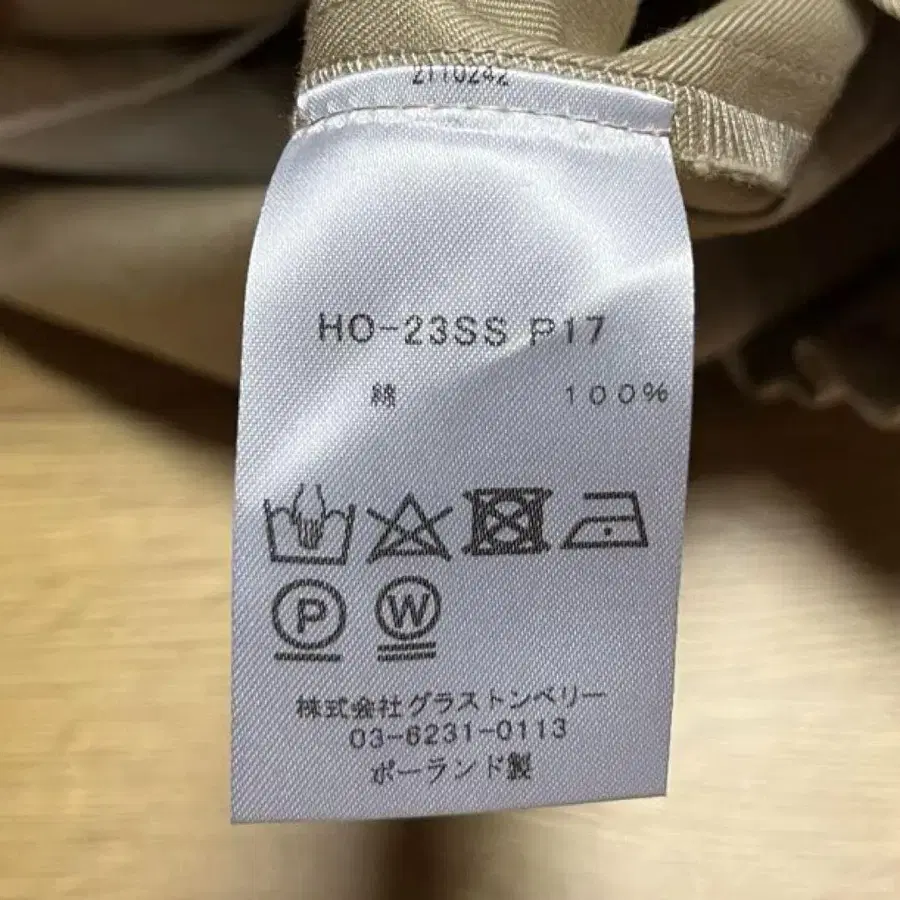 2110242
HO-23SS P17
綿 100%
P W
株式会社グラストンベリー
03-6231-0113
ポーランド製